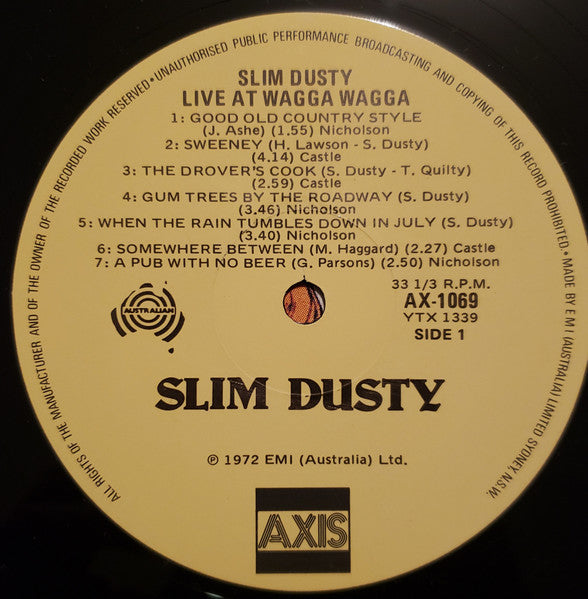 ALL RIGHTS OF THE MANUFACTURER AND OF THE OWNER OF THE RECORDED WORK RESERVED • UNAUTHORISED PUBLIC PERFORMANCE BROADCASTING AND COPYING OF THIS RECORD PROHIBITED. • MADE BY EMI (AUSTRALIA) LIMITED SYDNEY N.S.W.
SLIM DUSTY
LIVE AT WAGGA WAGGA
1: GOOD OLD COUNTRY STYLE
(J. Ashe) (1.55) Nicholson
2: SWEENEY (H. Lawson - S. Dusty)
(4.14) Castle
3: THE DROVER'S COOK (S. Dusty - T. Quilty)
(2.59) Castle
4: GUM TREES BY THE ROADWAY (S. Dusty)
(3.46) Nicholson
5: WHEN THE RAIN TUMBLES DOWN IN JULY (S. Dusty)
(3.40) Nicholson
6: SOMEWHERE BETWEEN (M. Haggard) (2.27) Castle
7: A PUB WITH NO BEER (G. Parsons) (2.50) Nicholson
33 1/3 R.P.M.
AX-1069
YTX 1339
SIDE 1
AUSTRALIAN
SLIM DUSTY
℗ 1972 EMI (Australia) Ltd.
AXIS